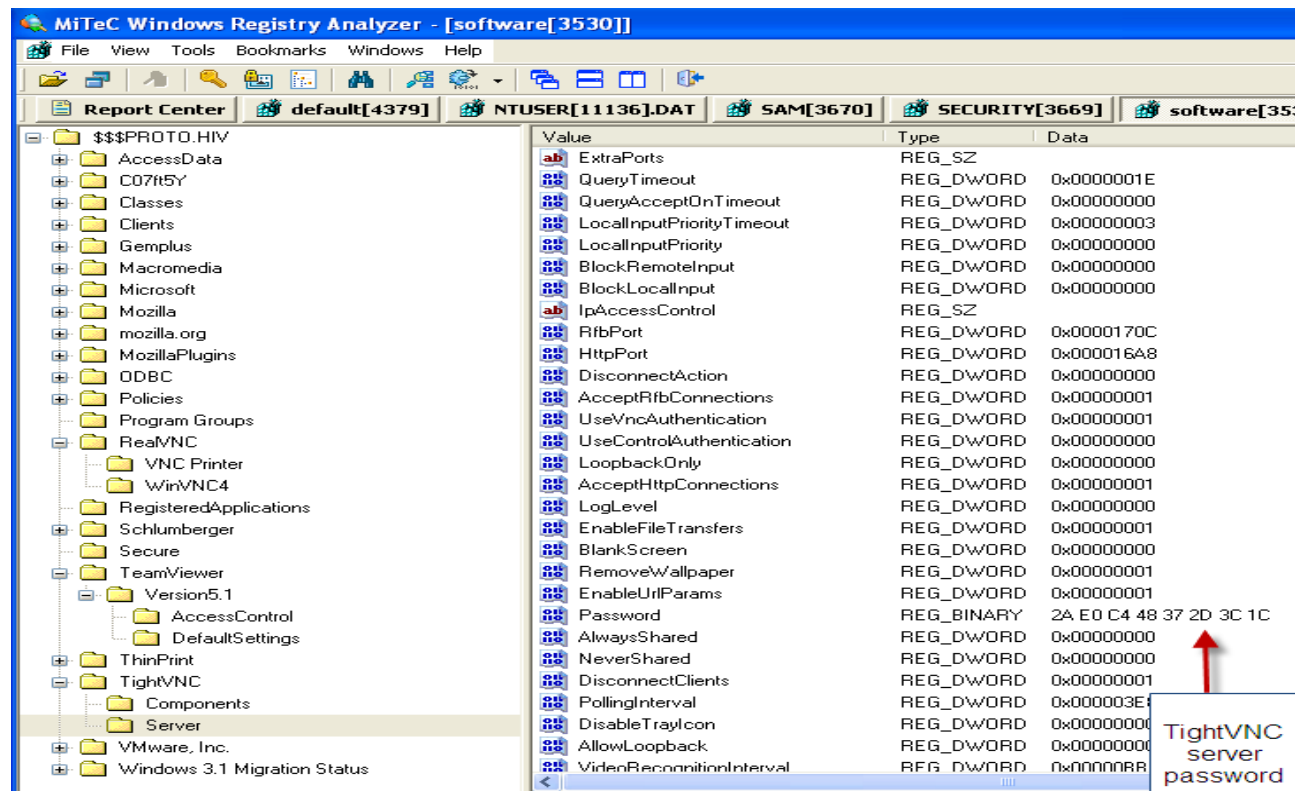 MiTeC Windows Registry Analyzer - [software[3530]]
File View Tools Bookmarks Windows Help
Report Center default[4379] NTUSER[11136].DAT SAM[3670] SECURITY[3669] software[353
$$$PROTO.HIV
AccessData
C07ft5Y
Classes
Clients
Gemplus
Macromedia
Microsoft
Mozilla
mozilla.org
MozillaPlugins
ODBC
Policies
Program Groups
RealVNC
VNC Printer
WinVNC4
RegisteredApplications
Schlumberger
Secure
TeamViewer
Version5.1
AccessControl
DefaultSettings
ThinPrint
TightVNC
Components
Server
VMware, Inc.
Windows 3.1 Migration Status
Value Type Data
ExtraPorts REG_SZ
QueryTimeout REG_DWORD 0x0000001E
QueryAcceptOnTimeout REG_DWORD 0x00000000
LocalInputPriorityTimeout REG_DWORD 0x00000003
LocalInputPriority REG_DWORD 0x00000000
BlockRemoteInput REG_DWORD 0x00000000
BlockLocalInput REG_DWORD 0x00000000
IpAccessControl REG_SZ
RfbPort REG_DWORD 0x0000170C
HttpPort REG_DWORD 0x000016A8
DisconnectAction REG_DWORD 0x00000000
AcceptRfbConnections REG_DWORD 0x00000001
UseVncAuthentication REG_DWORD 0x00000001
UseControlAuthentication REG_DWORD 0x00000000
LoopbackOnly REG_DWORD 0x00000000
AcceptHttpConnections REG_DWORD 0x00000001
LogLevel REG_DWORD 0x00000000
EnableFileTransfers REG_DWORD 0x00000001
BlankScreen REG_DWORD 0x00000000
RemoveWallpaper REG_DWORD 0x00000001
EnableUrlParams REG_DWORD 0x00000001
Password REG_BINARY 2A E0 C4 48 37 2D 3C 1C
AlwaysShared REG_DWORD 0x00000000
NeverShared REG_DWORD 0x00000000
DisconnectClients REG_DWORD 0x00000001
PollingInterval REG_DWORD 0x000003E
DisableTrayIcon REG_DWORD 0x0000000
AllowLoopback REG_DWORD 0x0000000
VideoRecognitionInterval REG_DWORD 0x00000BB
TightVNC
server
password